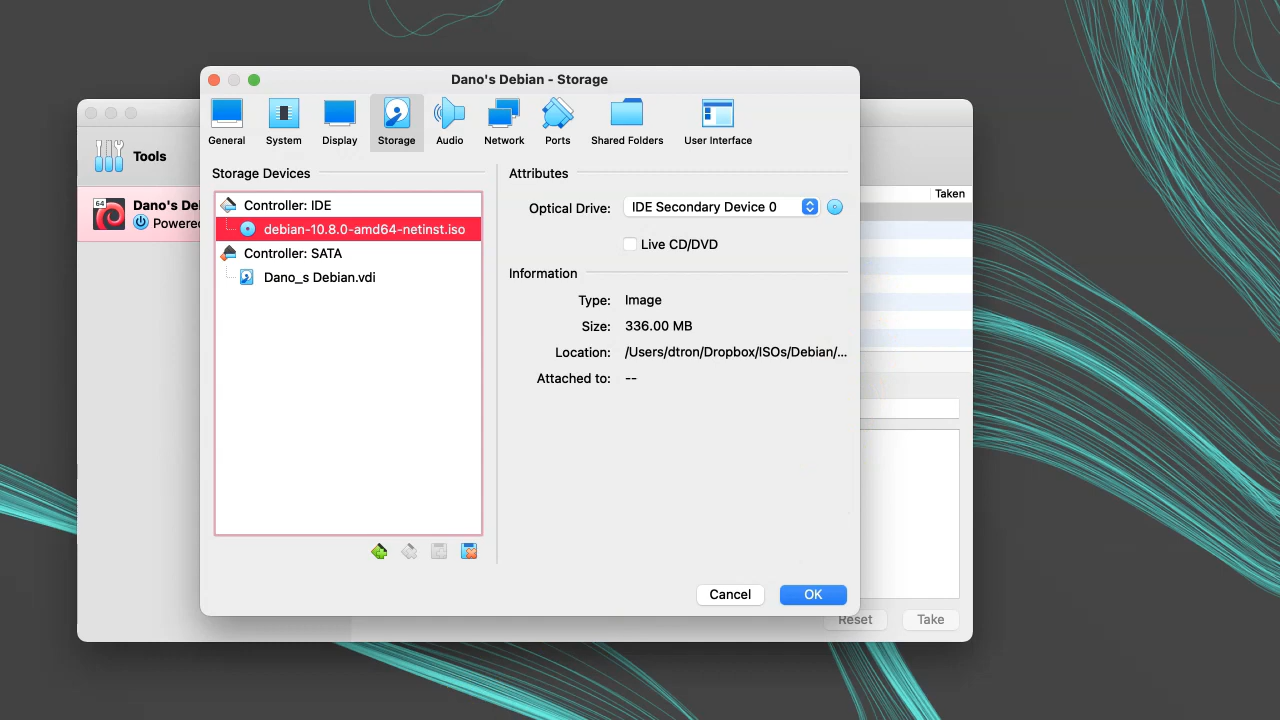 Dano's Debian - Storage
General
System
Display
Storage
Audio
Network
Ports
Shared Folders
User Interface
Tools
64
Dano's De
Powere
Taken
Storage Devices
Controller: IDE
debian-10.8.0-amd64-netinst.iso
Controller: SATA
Dano_s Debian.vdi
Attributes
Optical Drive: IDE Secondary Device 0
Live CD/DVD
Information
Type: Image
Size: 336.00 MB
Location: /Users/dtron/Dropbox/ISOs/Debian/...
Attached to: --
Cancel
OK
Reset
Take